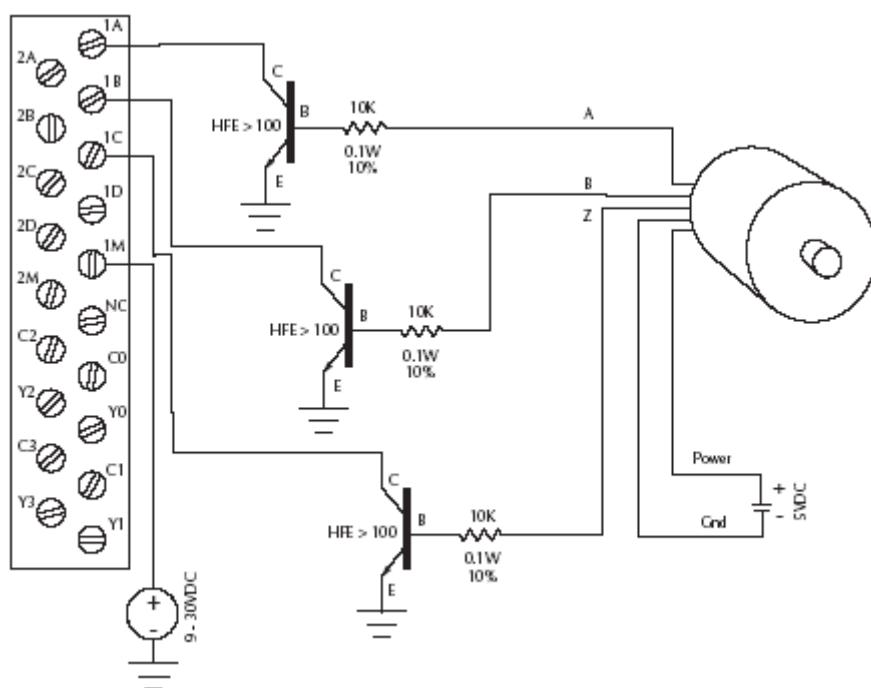 1A
2A
1B
2B
1C
2C
1D
2D
1M
2M
NC
C2
C0
Y2
Y0
C3
C1
Y3
Y1
C
B
E
HFE > 100
10K
0.1W
10%
A
C
B
E
HFE > 100
10K
0.1W
10%
B
Z
C
B
E
HFE > 100
10K
0.1W
10%
Power
Gnd
+
-
5VDC
+
-
9 - 30VDC